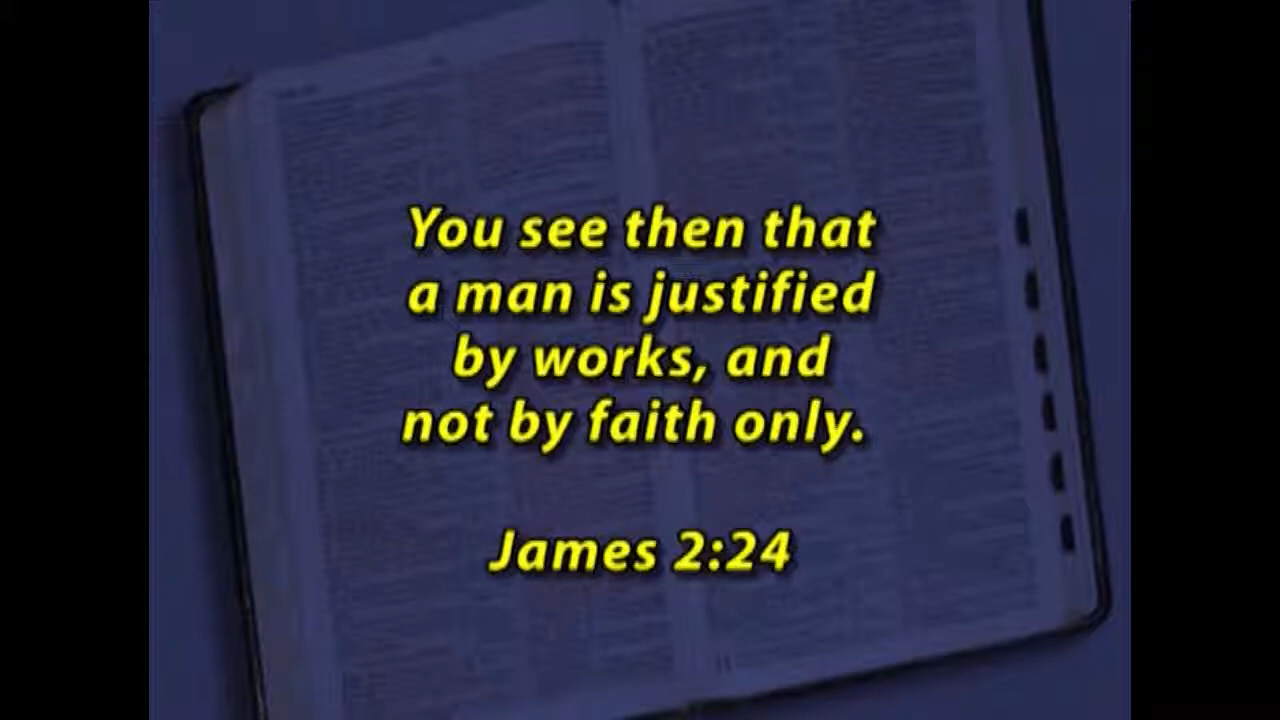 You see then that
a man is justified
by works, and
not by faith only.
James 2:24